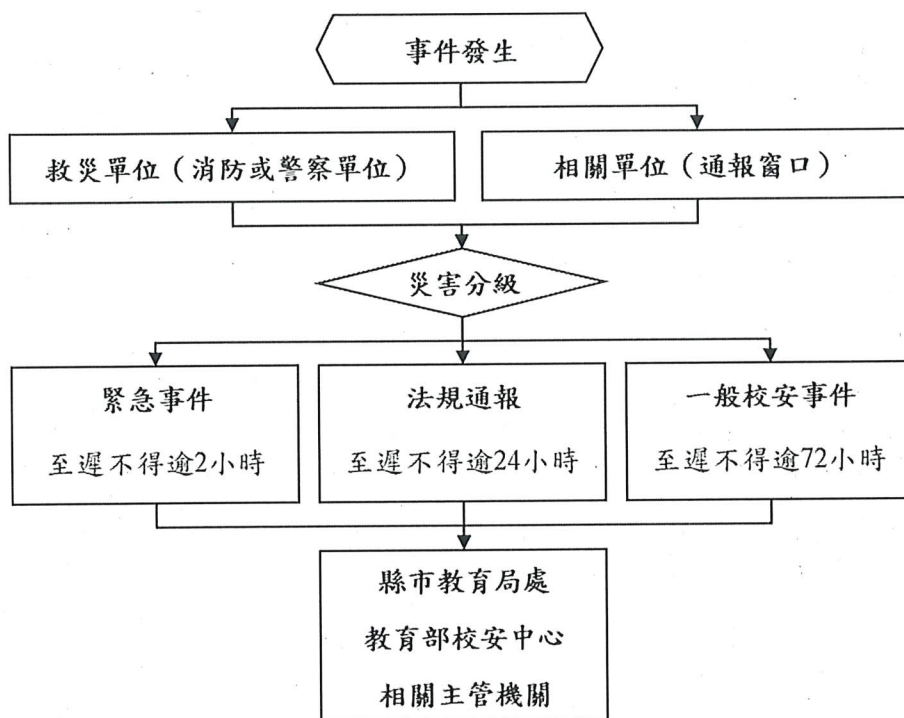 事件發生
救災單位（消防或警察單位）
相關單位（通報窗口）
災害分級
緊急事件
至遲不得逾2小時
法規通報
至遲不得逾24小時
一般校安事件
至遲不得逾72小時
縣市教育局處
教育部校安中心
相關主管機關